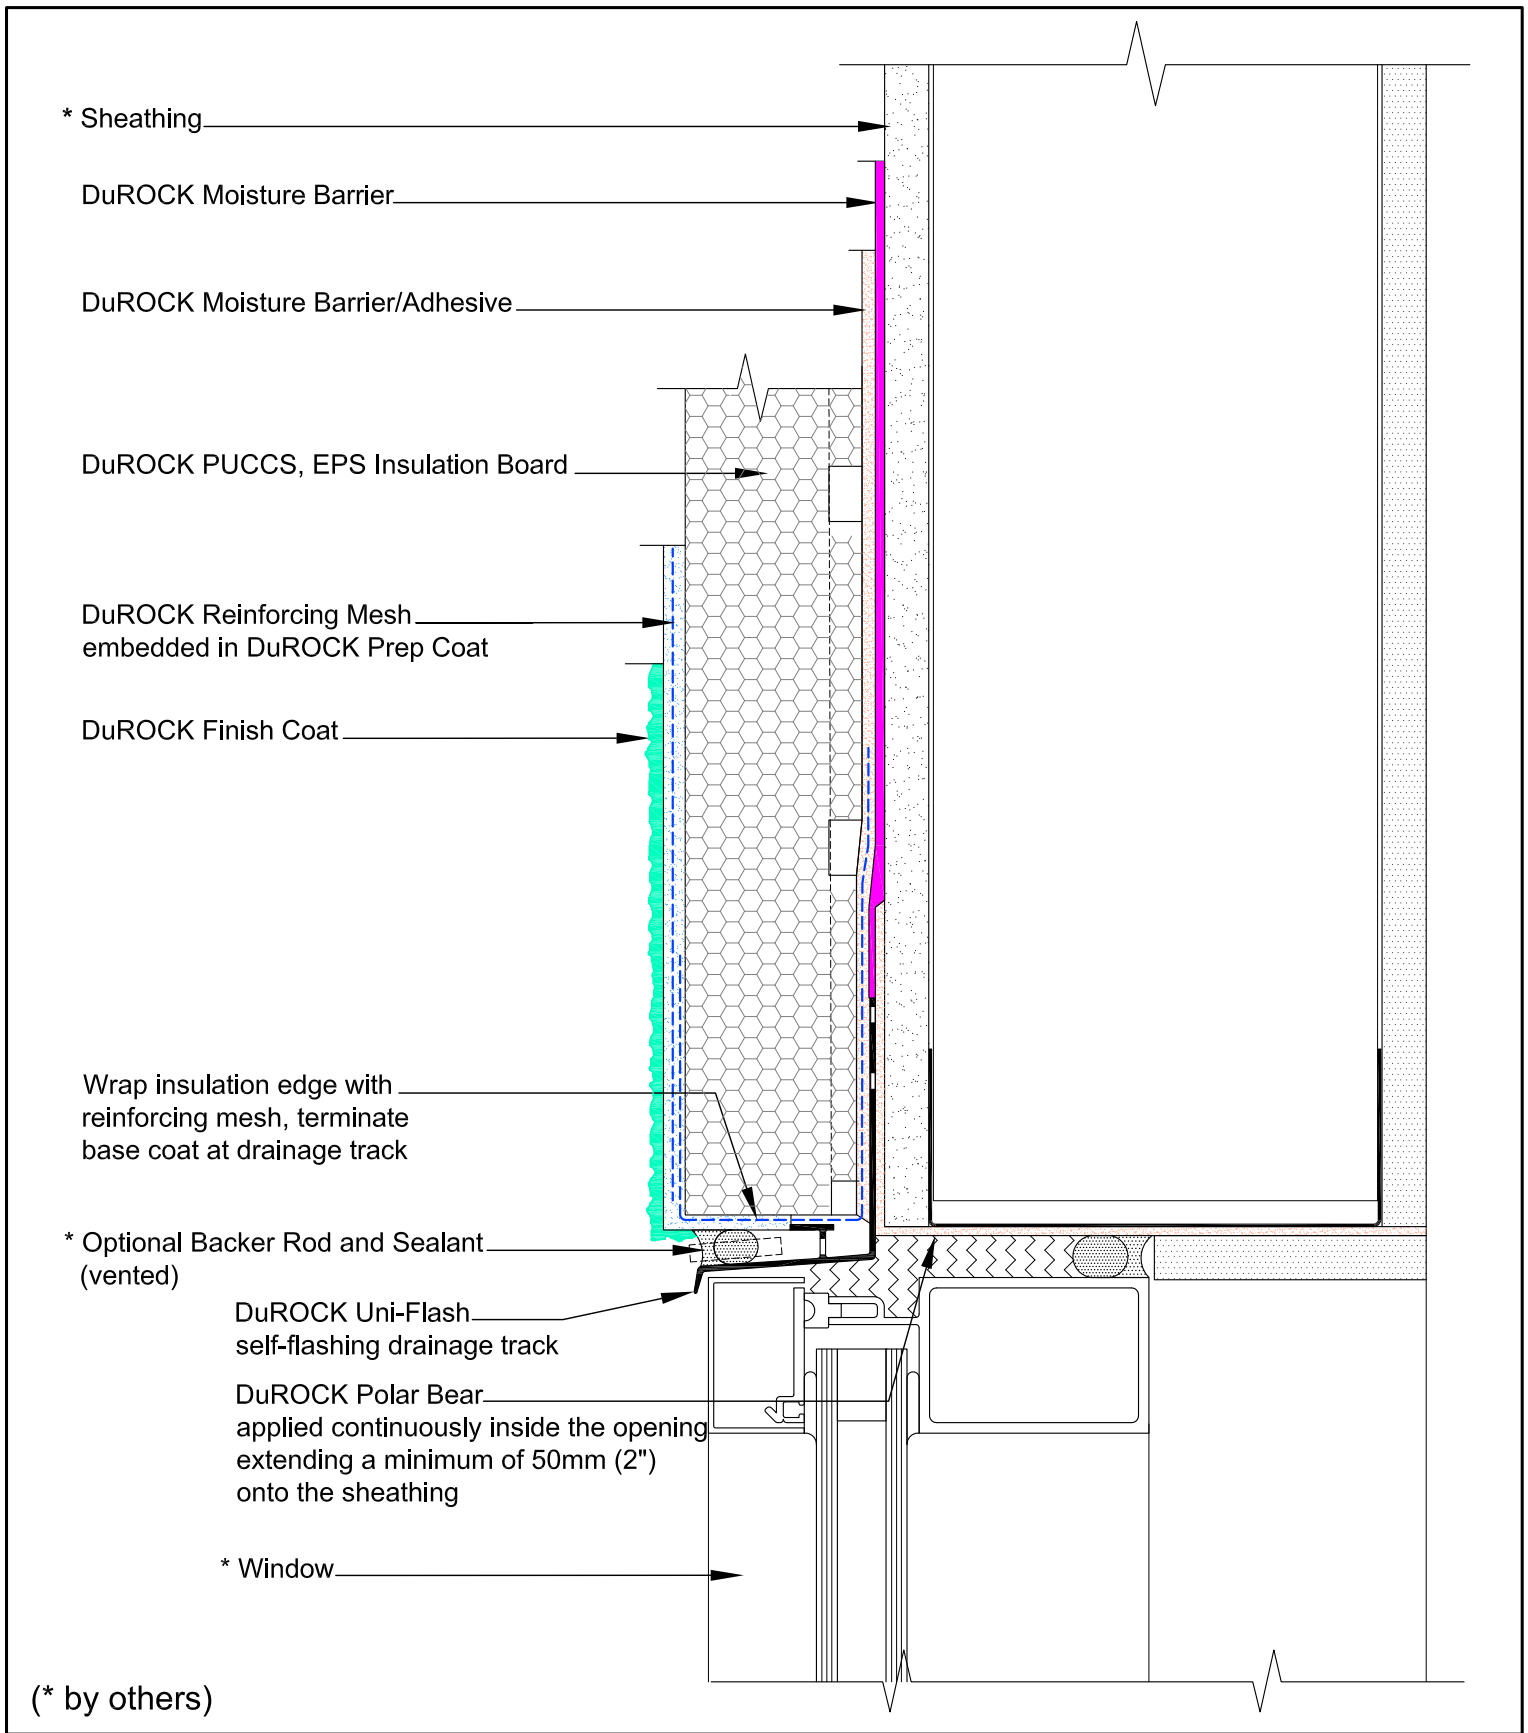 * Sheathing
DuROCK Moisture Barrier
DuROCK Moisture Barrier/Adhesive
DuROCK PUCCS, EPS Insulation Board
DuROCK Reinforcing Mesh
embedded in DuROCK Prep Coat
DuROCK Finish Coat
Wrap insulation edge with
reinforcing mesh, terminate
base coat at drainage track
* Optional Backer Rod and Sealant
(vented)
DuROCK Uni-Flash
self-flashing drainage track
DuROCK Polar Bear
applied continuously inside the opening
extending a minimum of 50mm (2")
onto the sheathing
* Window
(* by others)